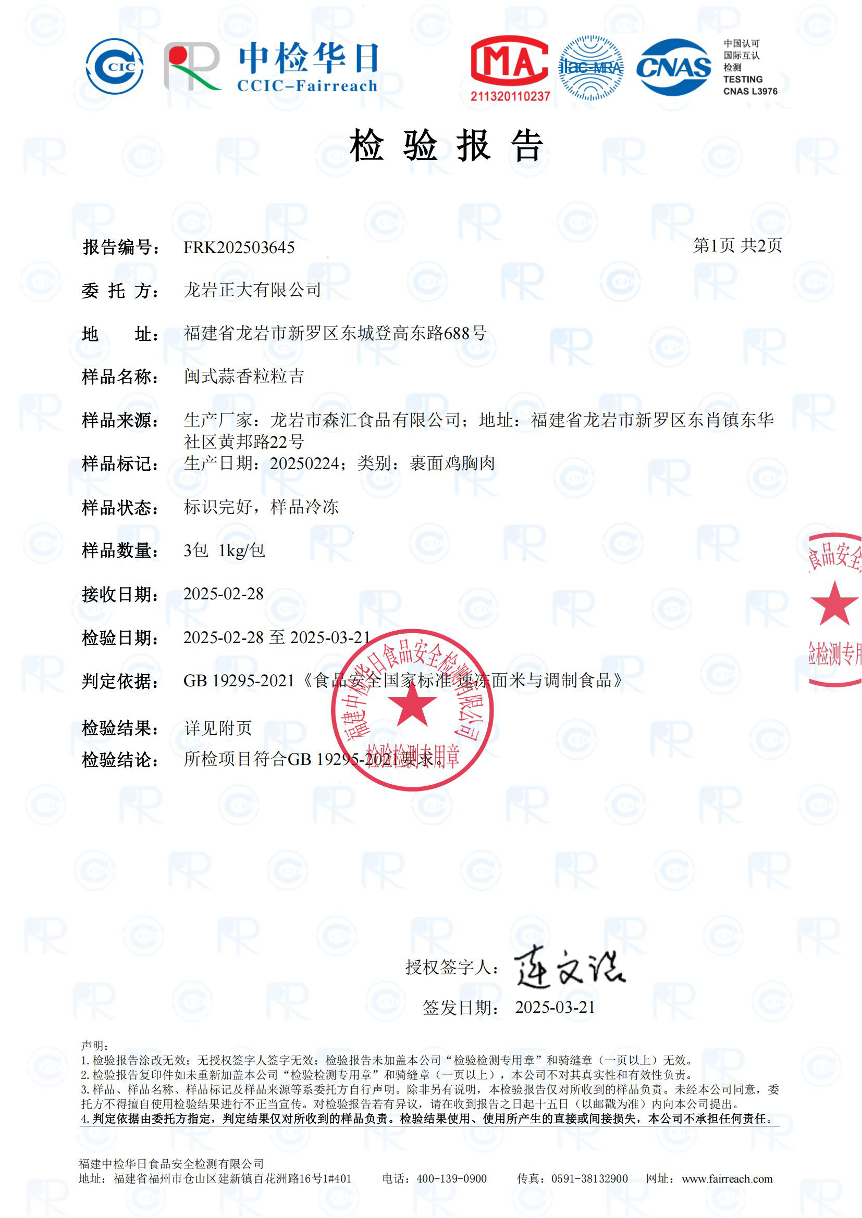 CIC
中检华日
CCIC-Fairreach
MA
211320110237
ilac-MRA
CNAS
中国认可
国际互认
检测
TESTING
CNAS L3976
检验报告
报告编号： FRK202503645 第1页 共2页
委托方： 龙岩正大有限公司
地 址： 福建省龙岩市新罗区东城登高东路688号
样品名称： 闽式蒜香粒粒吉
样品来源： 生产厂家：龙岩市森汇食品有限公司；地址：福建省龙岩市新罗区东肖镇东华
社区黄邦路22号
样品标记： 生产日期：20250224；类别：裹面鸡胸肉
样品状态： 标识完好，样品冷冻
样品数量： 3包 1kg/包
接收日期： 2025-02-28
检验日期： 2025-02-28 至 2025-03-21
判定依据： GB 19295-2021《食品安全国家标准 速冻面米与调制食品》
检验结果： 详见附页
检验结论： 所检项目符合GB 19295-2021要求。
福建中检华日食品安全检测有限公司
检验检测专用章
食品安全
检验检测专用
授权签字人： 连文浩
签发日期： 2025-03-21
声明：
1.检验报告涂改无效；无授权签字人签字无效；检验报告未加盖本公司“检验检测专用章”和骑缝章（一页以上）无效。
2.检验报告复印件如未重新加盖本公司“检验检测专用章”和骑缝章（一页以上），本公司不对其真实性和有效性负责。
3.样品、样品名称、样品标记及样品来源等系委托方自行声明。除非另有说明，本检验报告仅对所收到的样品负责。未经本公司同意，委
托方不得擅自使用检验结果进行不正当宣传。对检验报告若有异议，请在收到报告之日起十五日（以邮戳为准）内向本公司提出。
4.判定依据由委托方指定，判定结果仅对所收到的样品负责。检验结果使用、使用所产生的直接或间接损失，本公司不承担任何责任。
福建中检华日食品安全检测有限公司
地址：福建省福州市仓山区建新镇百花洲路16号1#401 电话：400-139-0900 传真：0591-38132900 网址：www.fairreach.com